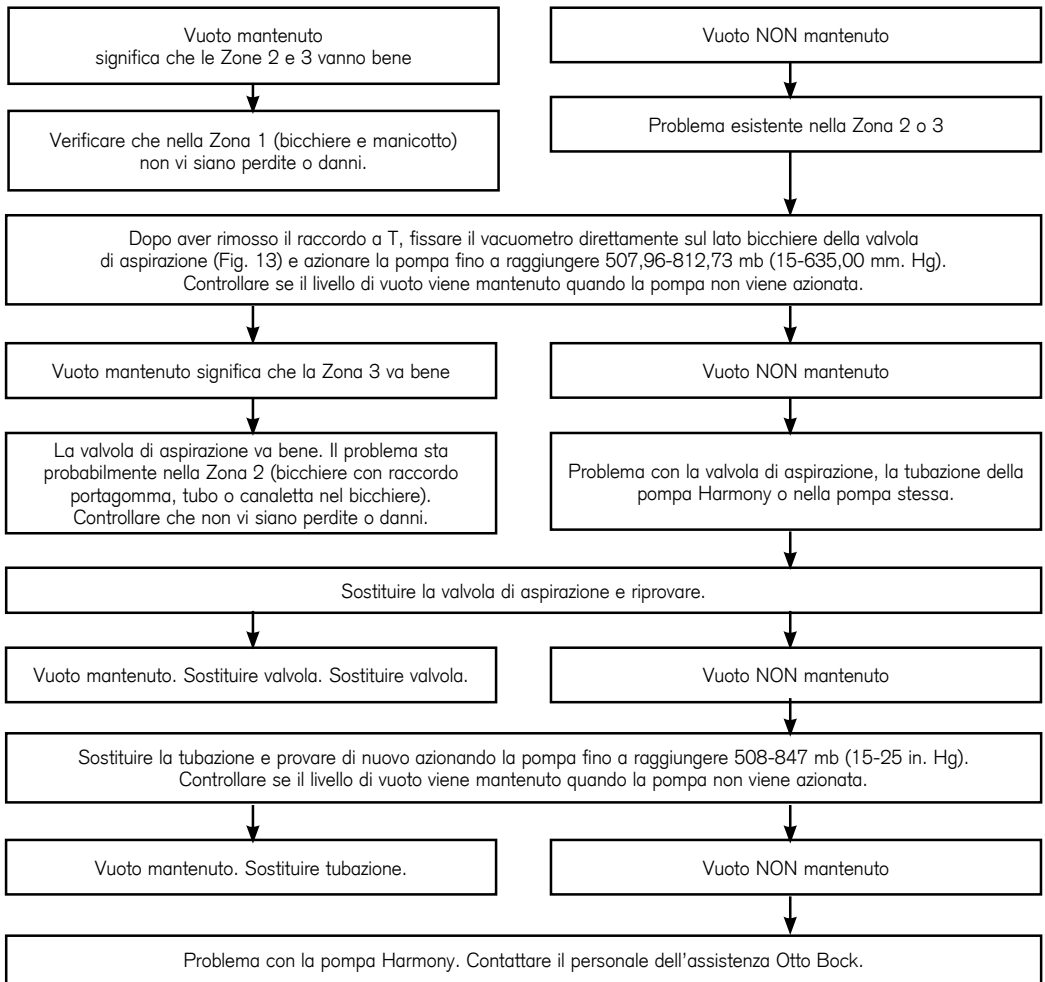 Vuoto mantenuto
significa che le Zone 2 e 3 vanno bene
Vuoto NON mantenuto
Verificare che nella Zona 1 (bicchiere e manicotto)
non vi siano perdite o danni.
Problema esistente nella Zona 2 o 3
Dopo aver rimosso il raccordo a T, fissare il vacuometro direttamente sul lato bicchiere della valvola
di aspirazione (Fig. 13) e azionare la pompa fino a raggiungere 507,96-812,73 mb (15-635,00 mm. Hg).
Controllare se il livello di vuoto viene mantenuto quando la pompa non viene azionata.
Vuoto mantenuto significa che la Zona 3 va bene
Vuoto NON mantenuto
La valvola di aspirazione va bene. Il problema sta
probabilmente nella Zona 2 (bicchiere con raccordo
portagomma, tubo o canaletta nel bicchiere).
Controllare che non vi siano perdite o danni.
Problema con la valvola di aspirazione, la tubazione della
pompa Harmony o nella pompa stessa.
Sostituire la valvola di aspirazione e riprovare.
Vuoto mantenuto. Sostituire valvola. Sostituire valvola.
Vuoto NON mantenuto
Sostituire la tubazione e provare di nuovo azionando la pompa fino a raggiungere 508-847 mb (15-25 in. Hg).
Controllare se il livello di vuoto viene mantenuto quando la pompa non viene azionata.
Vuoto mantenuto. Sostituire tubazione.
Vuoto NON mantenuto
Problema con la pompa Harmony. Contattare il personale dell'assistenza Otto Bock.